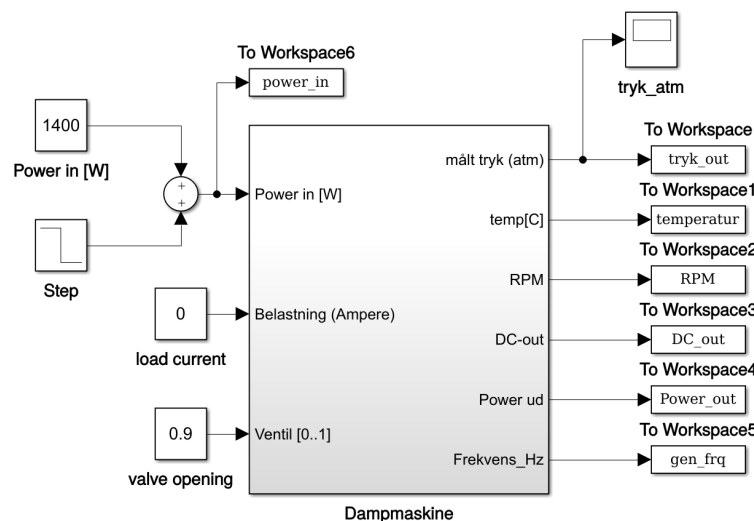 To Workspace6
power_in
tryk_atm
1400
Power in [W]
+
+
Step
0
load current
0.9
valve opening
Power in [W]
Belastning (Ampere)
Ventil [0..1]
målt tryk (atm)
temp[C]
RPM
DC-out
Power ud
Frekvens_Hz
Dampmaskine
To Workspace
tryk_out
To Workspace1
temperatur
To Workspace2
RPM
To Workspace3
DC_out
To Workspace4
Power_out
To Workspace5
gen_frq